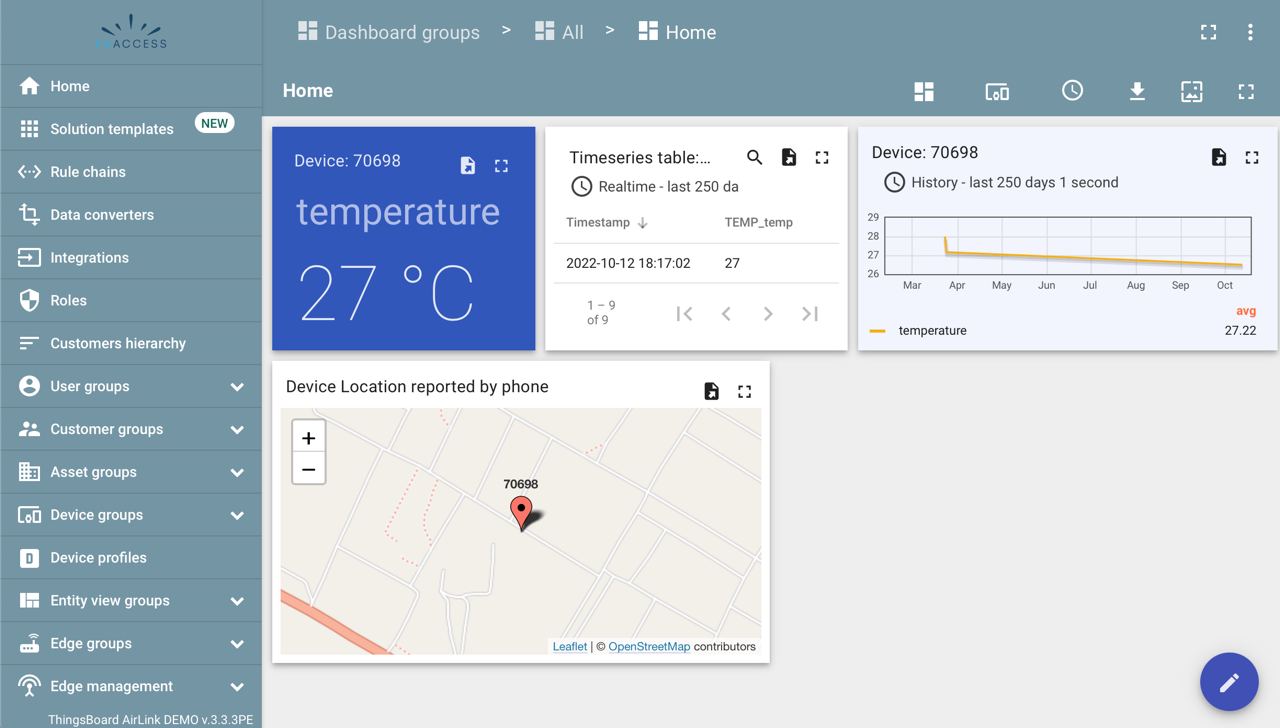 ACCESS
Home
Solution templates NEW
Rule chains
Data converters
Integrations
Roles
Customers hierarchy
User groups
Customer groups
Asset groups
Device groups
Device profiles
Entity view groups
Edge groups
Edge management
ThingsBoard AirLink DEMO v.3.3.3PE
Dashboard groups > All > Home
Home
Device: 70698
temperature
27 °C
Timeseries table:...
Realtime - last 250 da
Timestamp TEMP_temp
2022-10-12 18:17:02 27
1 – 9
of 9
Device: 70698
History - last 250 days 1 second
29
28
27
26
Mar Apr May Jun Jul Aug Sep Oct
avg
temperature 27.22
Device Location reported by phone
+
−
70698
Leaflet | © OpenStreetMap contributors